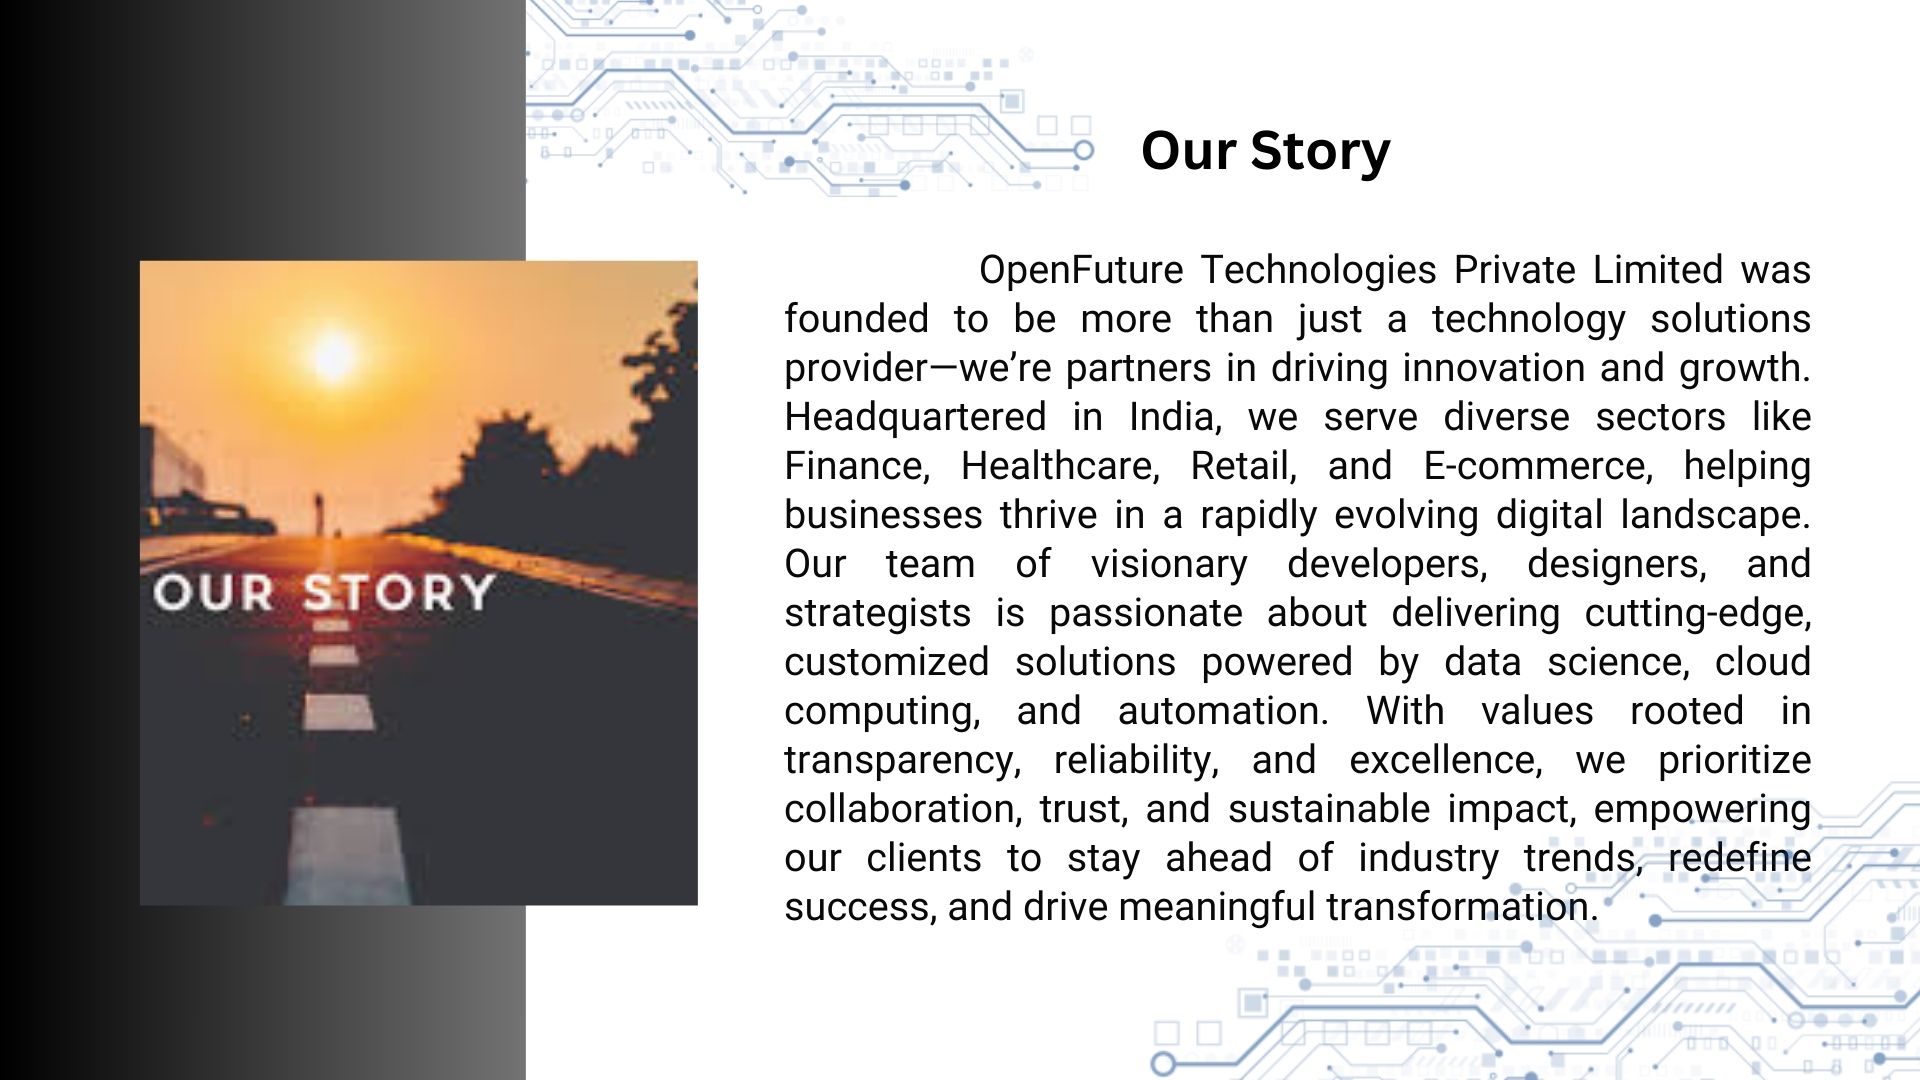 Our Story
OUR STORY
OpenFuture Technologies Private Limited was
founded to be more than just a technology solutions
provider—we’re partners in driving innovation and growth.
Headquartered in India, we serve diverse sectors like
Finance, Healthcare, Retail, and E-commerce, helping
businesses thrive in a rapidly evolving digital landscape.
Our team of visionary developers, designers, and
strategists is passionate about delivering cutting-edge,
customized solutions powered by data science, cloud
computing, and automation. With values rooted in
transparency, reliability, and excellence, we prioritize
collaboration, trust, and sustainable impact, empowering
our clients to stay ahead of industry trends, redefine
success, and drive meaningful transformation.